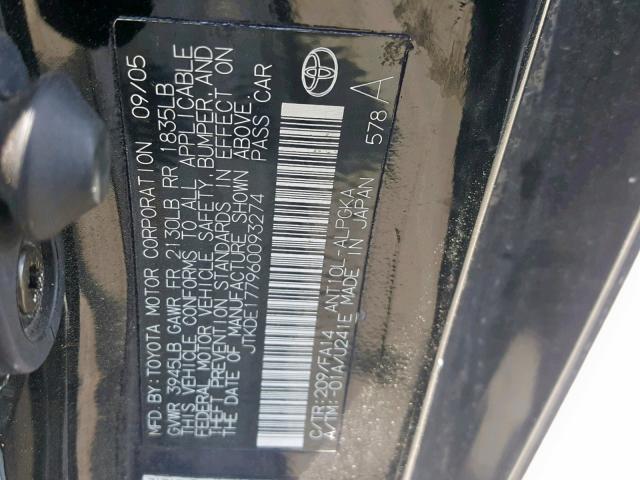 MFD.BY:TOYOTA MOTOR CORPORATION 09/05
GVWR 3945LB GAWR FR 2130LB RR 1835LB
THIS VEHICLE CONFORMS TO ALL APPLICABLE
FEDERAL MOTOR VEHICLE SAFETY, BUMPER, AND
THEFT PREVENTION STANDARDS IN EFFECT ON
THE DATE OF MANUFACTURE SHOWN ABOVE.
JTKDE177960093274 PASS CAR
C/TR:209/FA14 ANT10L-ALPGKA
A/TM:-01A/U241E MADE IN JAPAN
578 A